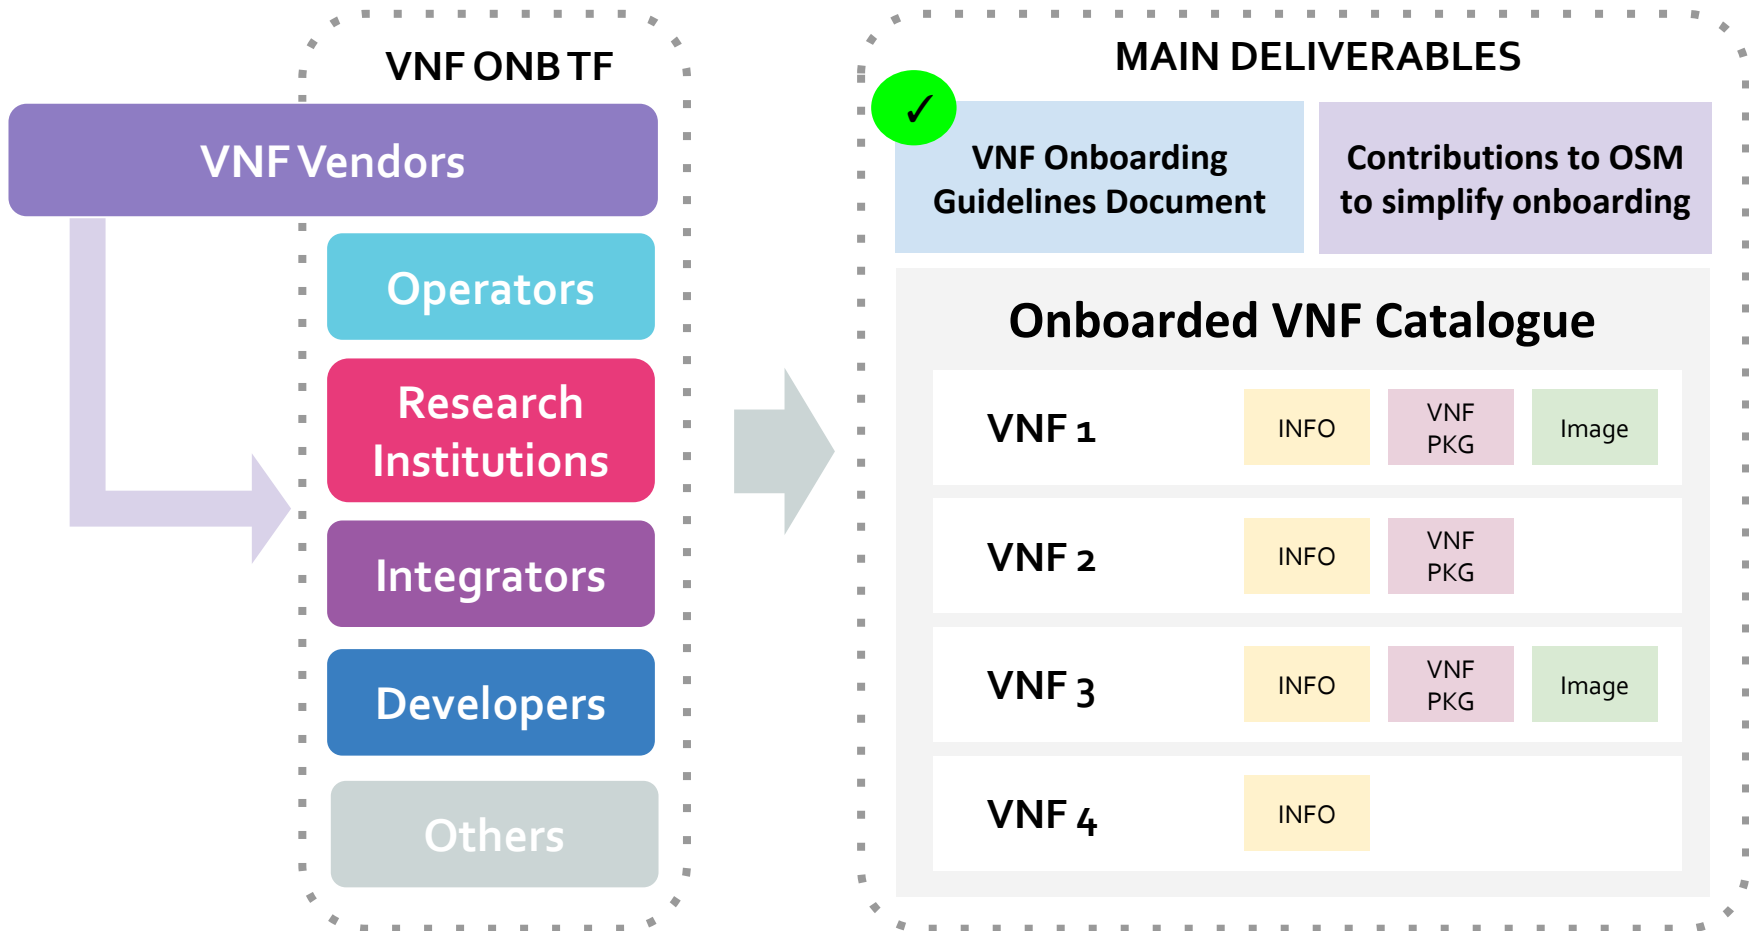 VNF ONB TF
VNF Vendors
Operators
Research
Institutions
Integrators
Developers
Others
MAIN DELIVERABLES
✓
VNF Onboarding
Guidelines Document
Contributions to OSM
to simplify onboarding
Onboarded VNF Catalogue
VNF 1
INFO
VNF
PKG
Image
VNF 2
INFO
VNF
PKG
VNF 3
INFO
VNF
PKG
Image
VNF 4
INFO